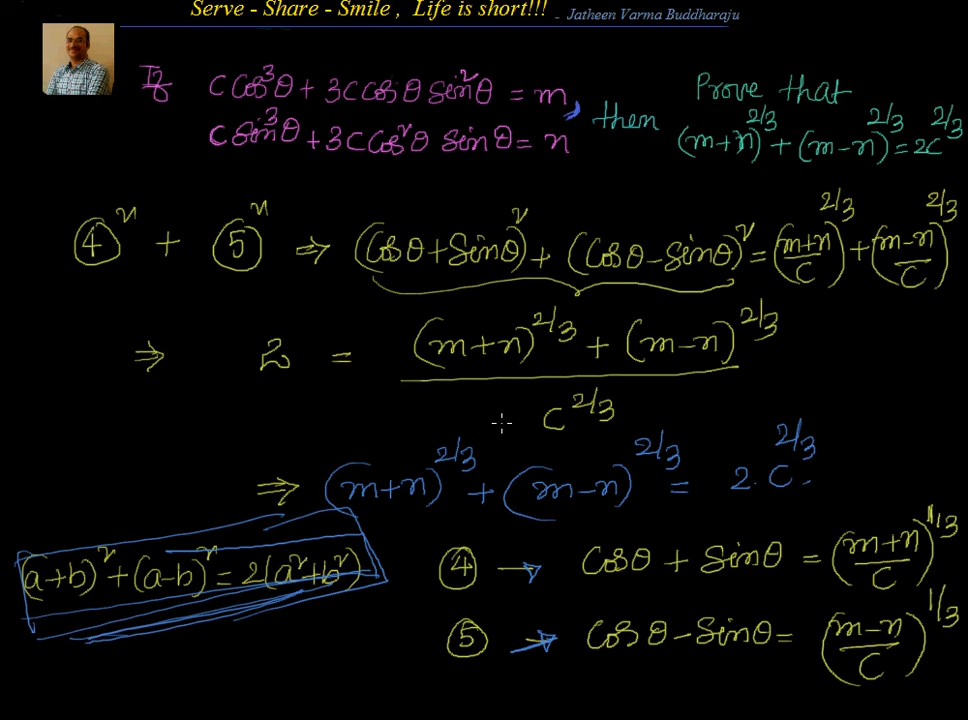 Serve - Share - Smile , Life is short!!! - Jatheen Varma Buddharaju
If c Cos³θ + 3c cos θ sin²θ = m,
c sin³θ + 3c cos²θ sin θ = n
then
Prove that
(m+n)^2/3 + (m-n)^2/3 = 2c^2/3
④² + ⑤² ⇒ (Cosθ + Sinθ)² + (Cosθ - Sinθ)² = ((m+n)/c)^2/3 + ((m-n)/c)^2/3
⇒ 2 = ((m+n)^2/3 + (m-n)^2/3) / c^2/3
⇒ (m+n)^2/3 + (m-n)^2/3 = 2. c^2/3.
(a+b)² + (a-b)² = 2(a²+b²)
④ → Cosθ + Sinθ = ((m+n)/c)^1/3
⑤ → Cosθ - Sinθ = ((m-n)/c)^1/3